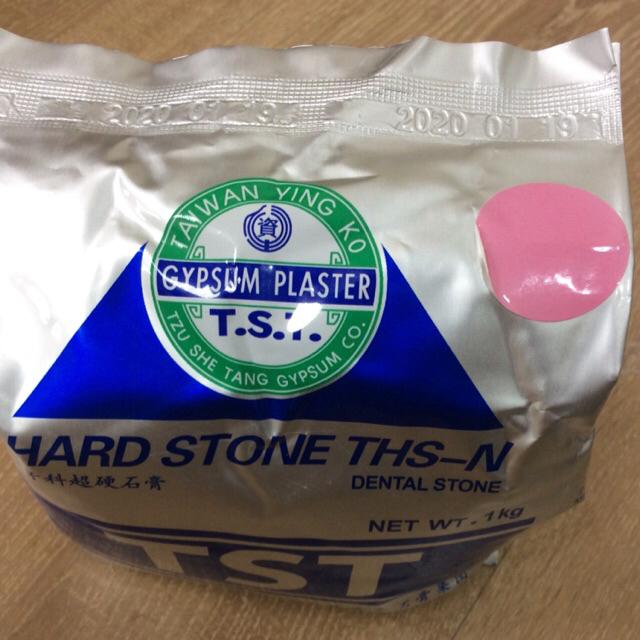 2020 01 19
2020 01 19
TAIWAN YING KO
資
GYPSUM PLASTER
T.S.T.
TZU SHE TANG GYPSUM CO.
HARD STONE THS-N
科超硬石膏
DENTAL STONE
NET WT. 1kg
TST